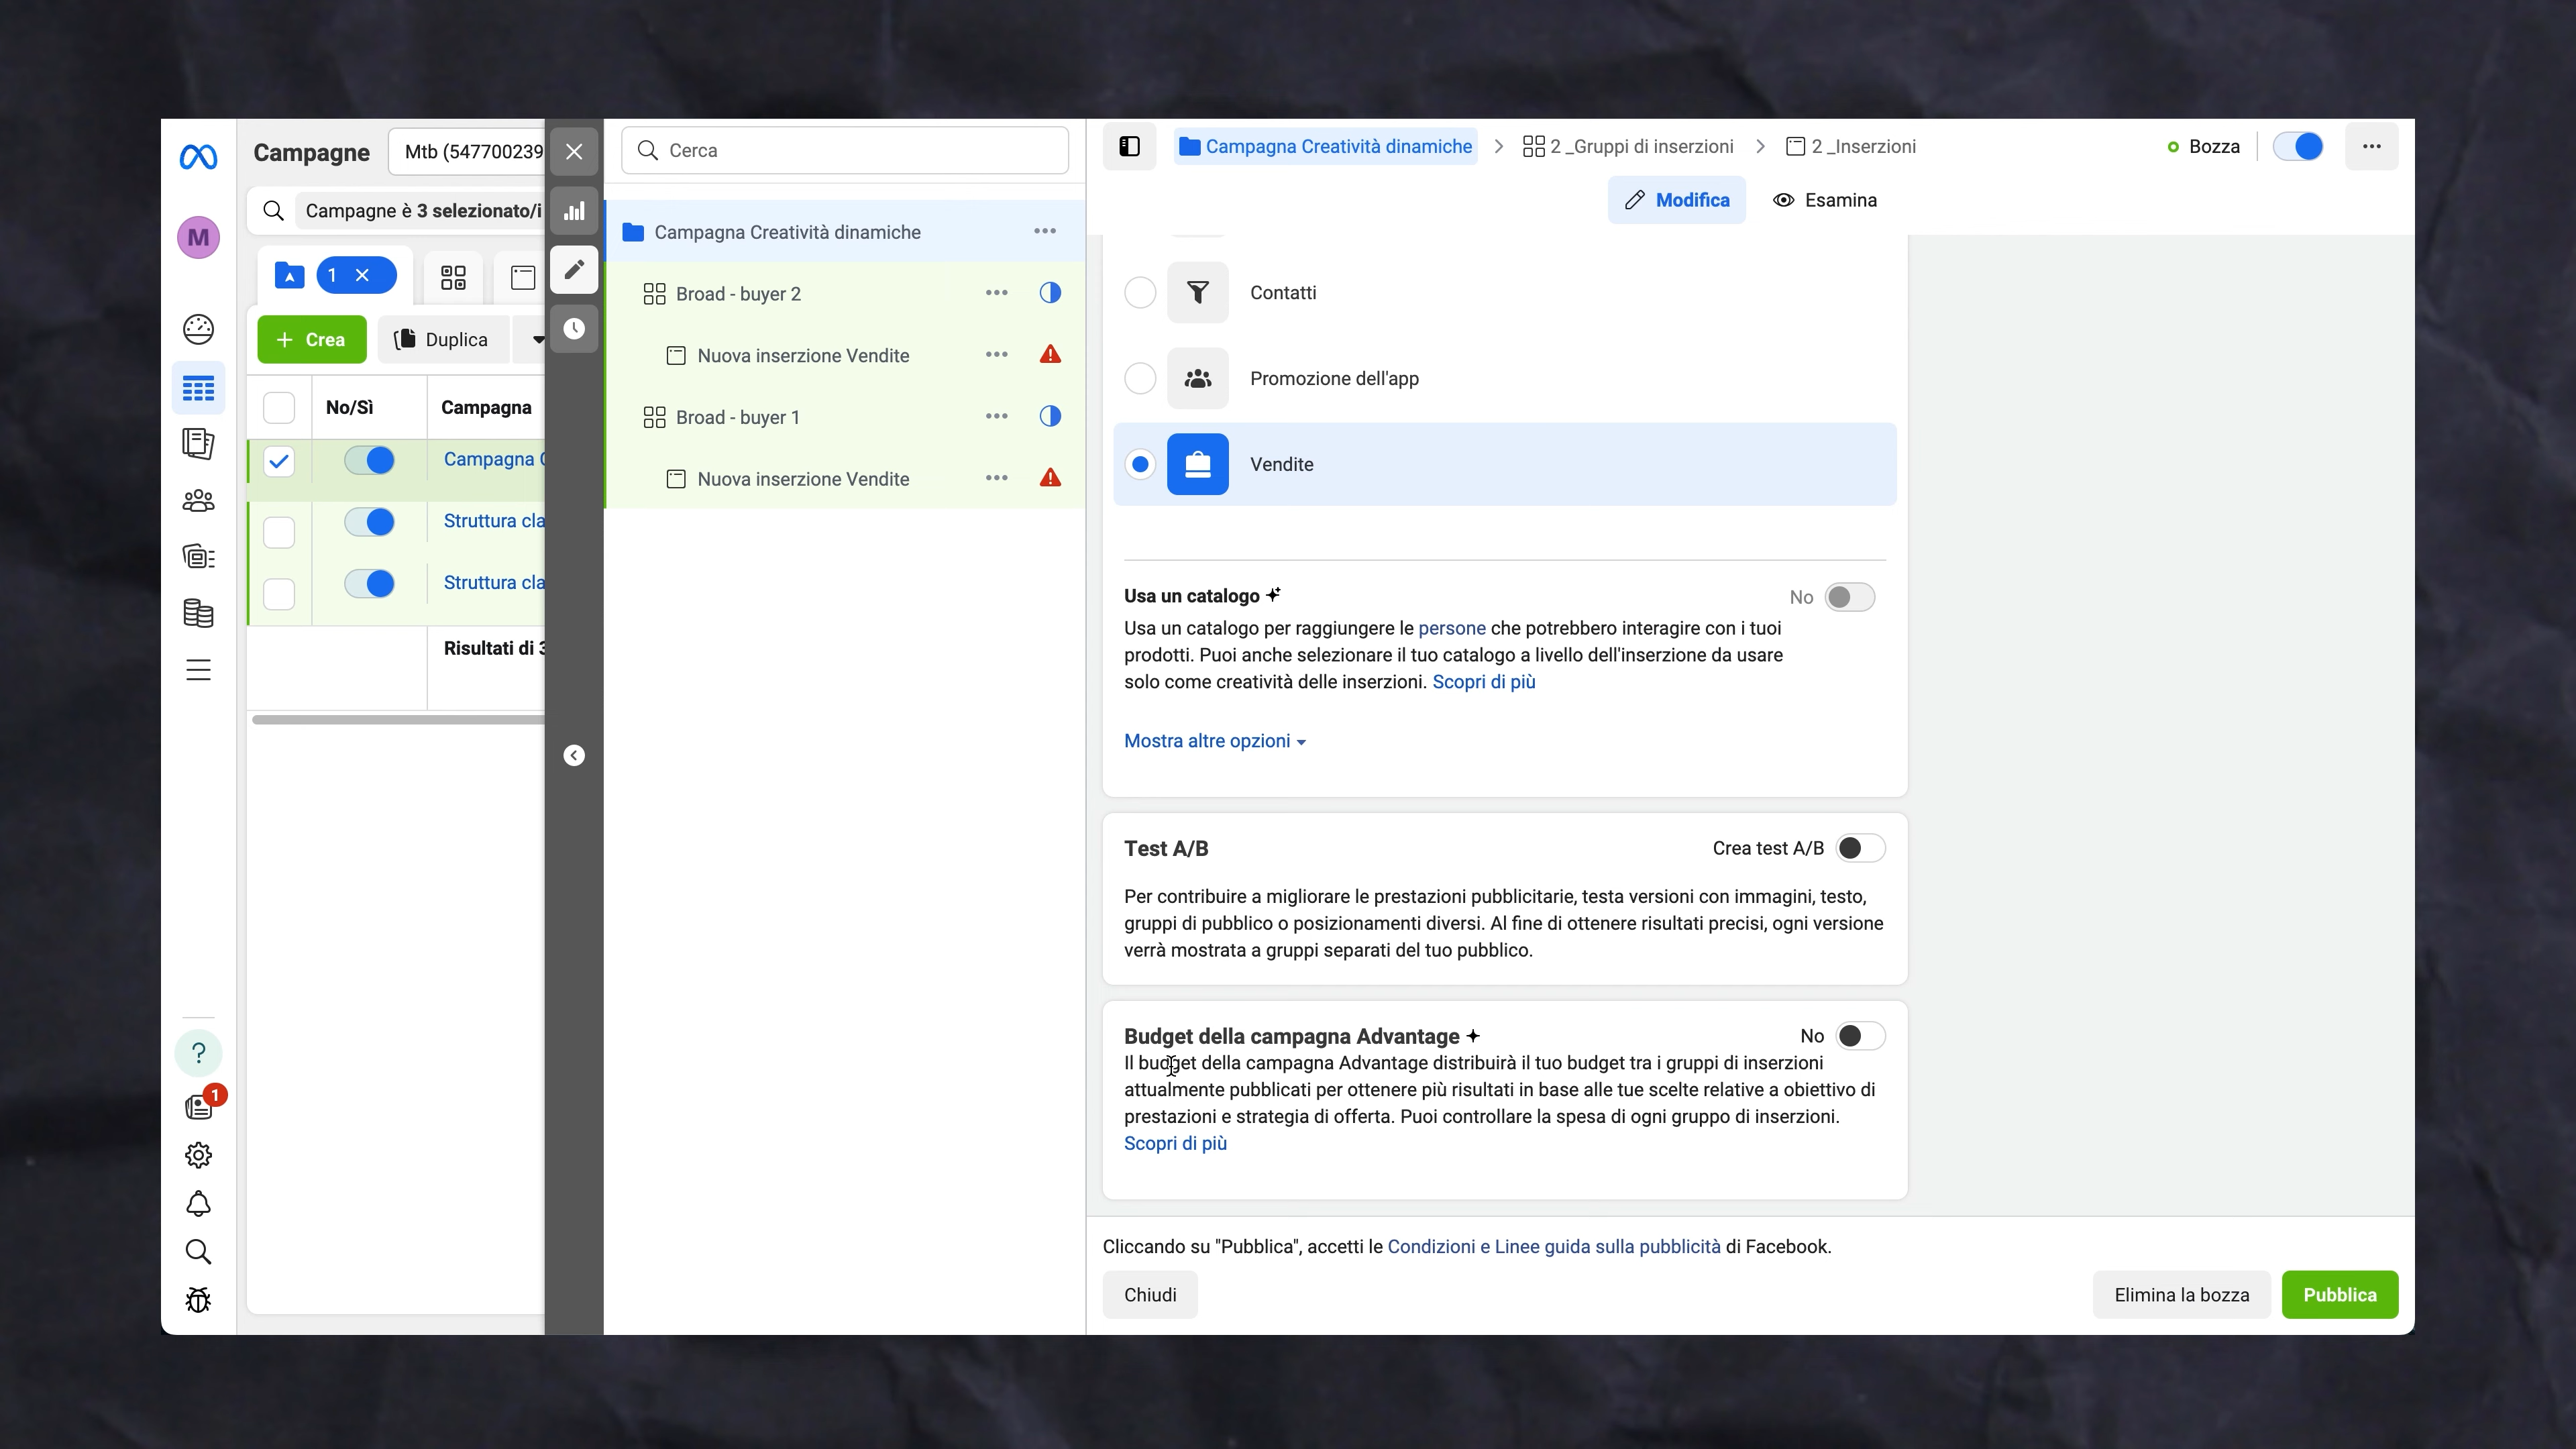 Campagne
Mtb (547700239
Campagne è 3 selezionato/i
1
Crea
Duplica
No/Sì
Campagna
Campagna C
Struttura cla
Struttura cla
Risultati di 3
M
?
1
Cerca
Campagna Creatività dinamiche
Broad - buyer 2
Nuova inserzione Vendite
Broad - buyer 1
Nuova inserzione Vendite
Campagna Creatività dinamiche
2 _Gruppi di inserzioni
2 _Inserzioni
Bozza
Modifica
Esamina
Contatti
Promozione dell'app
Vendite
Usa un catalogo
No
Usa un catalogo per raggiungere le persone che potrebbero interagire con i tuoi
prodotti. Puoi anche selezionare il tuo catalogo a livello dell'inserzione da usare
solo come creatività delle inserzioni. Scopri di più
Mostra altre opzioni
Test A/B
Crea test A/B
Per contribuire a migliorare le prestazioni pubblicitarie, testa versioni con immagini, testo,
gruppi di pubblico o posizionamenti diversi. Al fine di ottenere risultati precisi, ogni versione
verrà mostrata a gruppi separati del tuo pubblico.
Budget della campagna Advantage
No
Il budget della campagna Advantage distribuirà il tuo budget tra i gruppi di inserzioni
attualmente pubblicati per ottenere più risultati in base alle tue scelte relative a obiettivo di
prestazioni e strategia di offerta. Puoi controllare la spesa di ogni gruppo di inserzioni.
Scopri di più
Cliccando su "Pubblica", accetti le Condizioni e Linee guida sulla pubblicità di Facebook.
Chiudi
Elimina la bozza
Pubblica